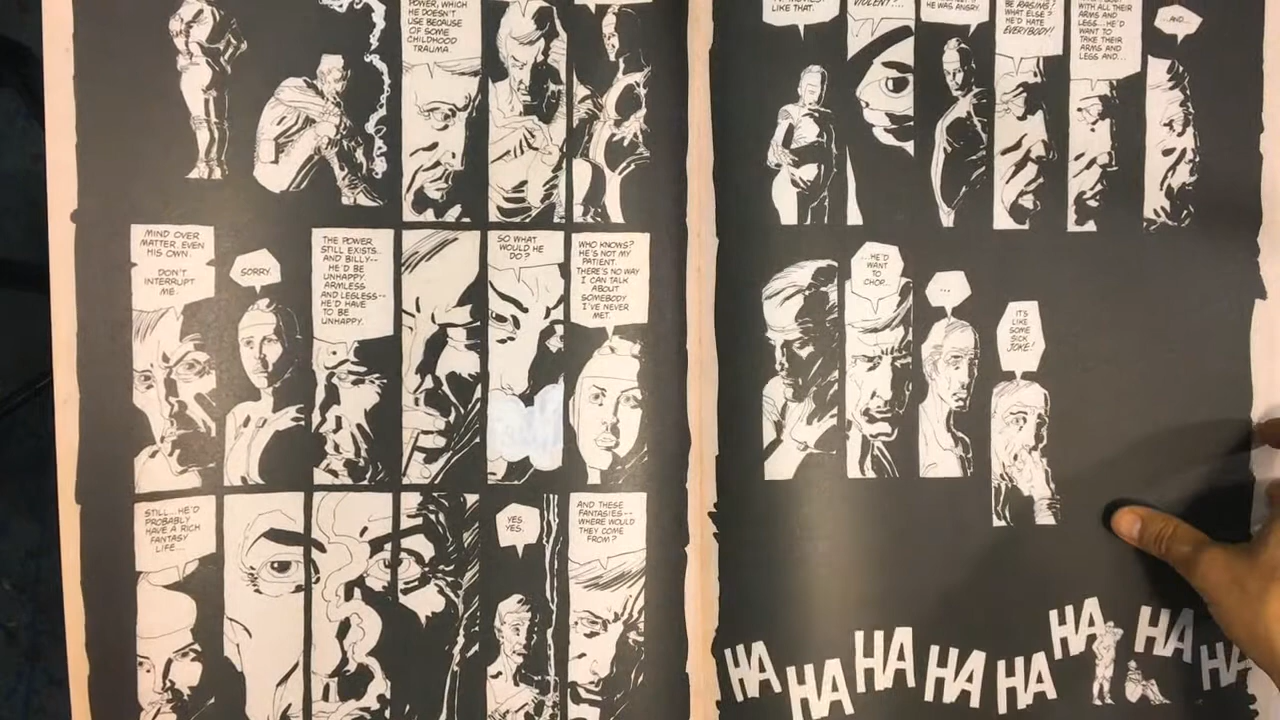 POWER, WHICH
HE DOESN'T
USE BECAUSE
OF SOME
CHILDHOOD
TRAUMA.
MIND OVER
MATTER. EVEN
HIS OWN.
DON'T
INTERRUPT
ME.
SORRY.
THE POWER
STILL EXISTS..
AND BILLY--
HE'D BE
UNHAPPY.
ARMLESS
AND LEGLESS--
HE'D HAVE
TO BE
UNHAPPY.
SO WHAT
WOULD HE
DO?
WHO KNOWS?
HE'S NOT MY
PATIENT.
THERE'S NO WAY
I CAN TALK
ABOUT
SOMEBODY
I'VE NEVER
MET.
STILL...HE'D
PROBABLY
HAVE A RICH
FANTASY
LIFE...
YES.
YES.
AND THESE
FANTASIES--
WHERE WOULD
THEY COME
FROM?
LIKE THAT.
VIOLENT?...
HE WAS ANGRY.
BE RAGING?
WHAT ELSE?
HE'D HATE
EVERYBODY!
WITH ALL THEIR
ARMS AND
LEGS...HE'D
WANT TO
TAKE THEIR
ARMS AND
LEGS AND...
...AND...
...HE'D
WANT
TO
CHOP...
...
IT'S
LIKE
SOME
SICK
JOKE!
HA HA HA HA HA HA HA HA